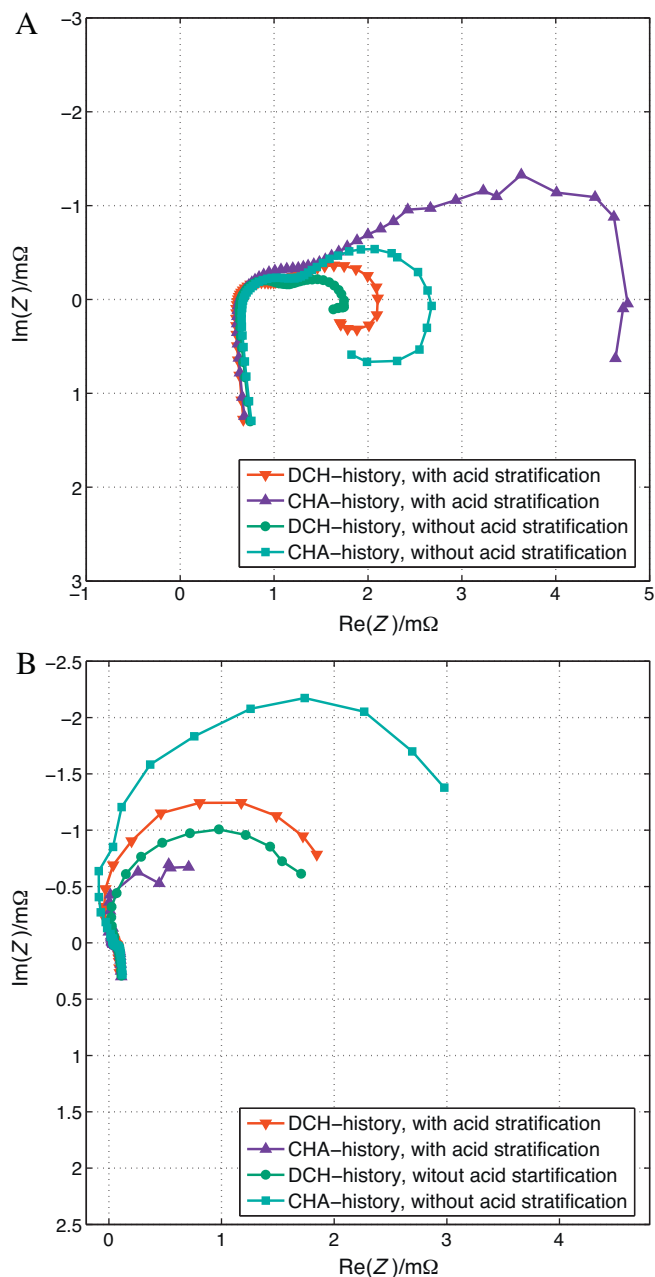 A
−3
−2
−1
0
1
2
3
−1 0 1 2 3 4 5
Im(Z)/mΩ
Re(Z)/mΩ
DCH−history, with acid stratification
CHA−history, with acid stratification
DCH−history, without acid stratification
CHA−history, without acid stratification
B
−2.5
−2
−1.5
−1
−0.5
0
0.5
1
1.5
2
2.5
0 1 2 3 4
Im(Z)/mΩ
Re(Z)/mΩ
DCH−history, with acid stratification
CHA−history, with acid stratification
DCH−history, witout acid startification
CHA−history, without acid stratification